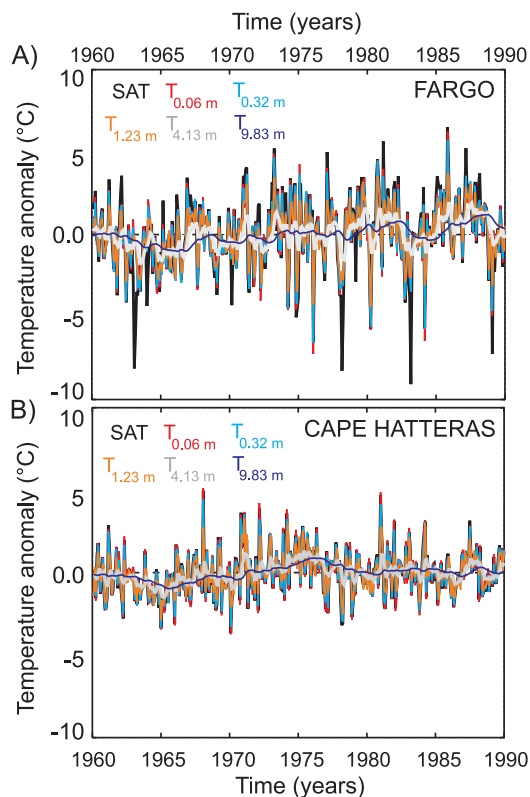 Time (years)
1960 1965 1970 1975 1980 1985 1990
A)
10
5
0.0
-5
-10
Temperature anomaly (°C)
SAT T0.06 m T0.32 m FARGO
T1.23 m T4.13 m T9.83 m
B)
10
5
0.0
-5
-10
Temperature anomaly (°C)
SAT T0.06 m T0.32 m CAPE HATTERAS
T1.23 m T4.13 m T9.83 m
1960 1965 1970 1975 1980 1985 1990
Time (years)